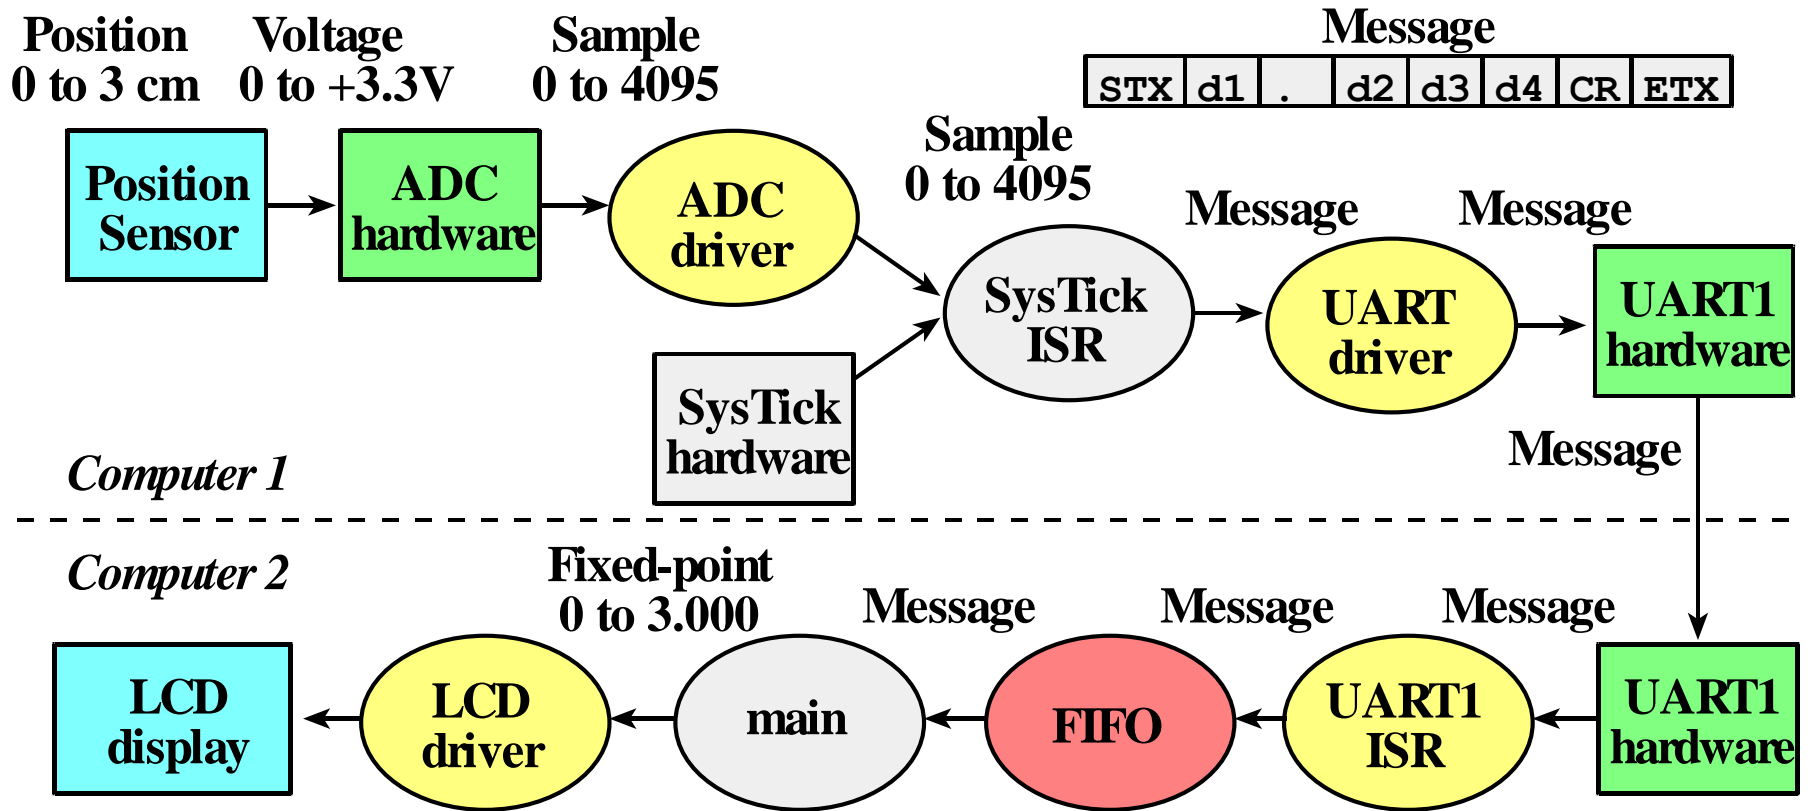 Position
0 to 3 cm
Voltage
0 to +3.3V
Sample
0 to 4095
Message
STX d1 . d2 d3 d4 CR ETX
Position
Sensor
ADC
hardware
ADC
driver
Sample
0 to 4095
SysTick
hardware
SysTick
ISR
Message
UART
driver
Message
UART1
hardware
Message
Computer 1
Computer 2
Fixed-point
0 to 3.000
Message
Message
Message
LCD
display
LCD
driver
main
FIFO
UART1
ISR
UART1
hardware